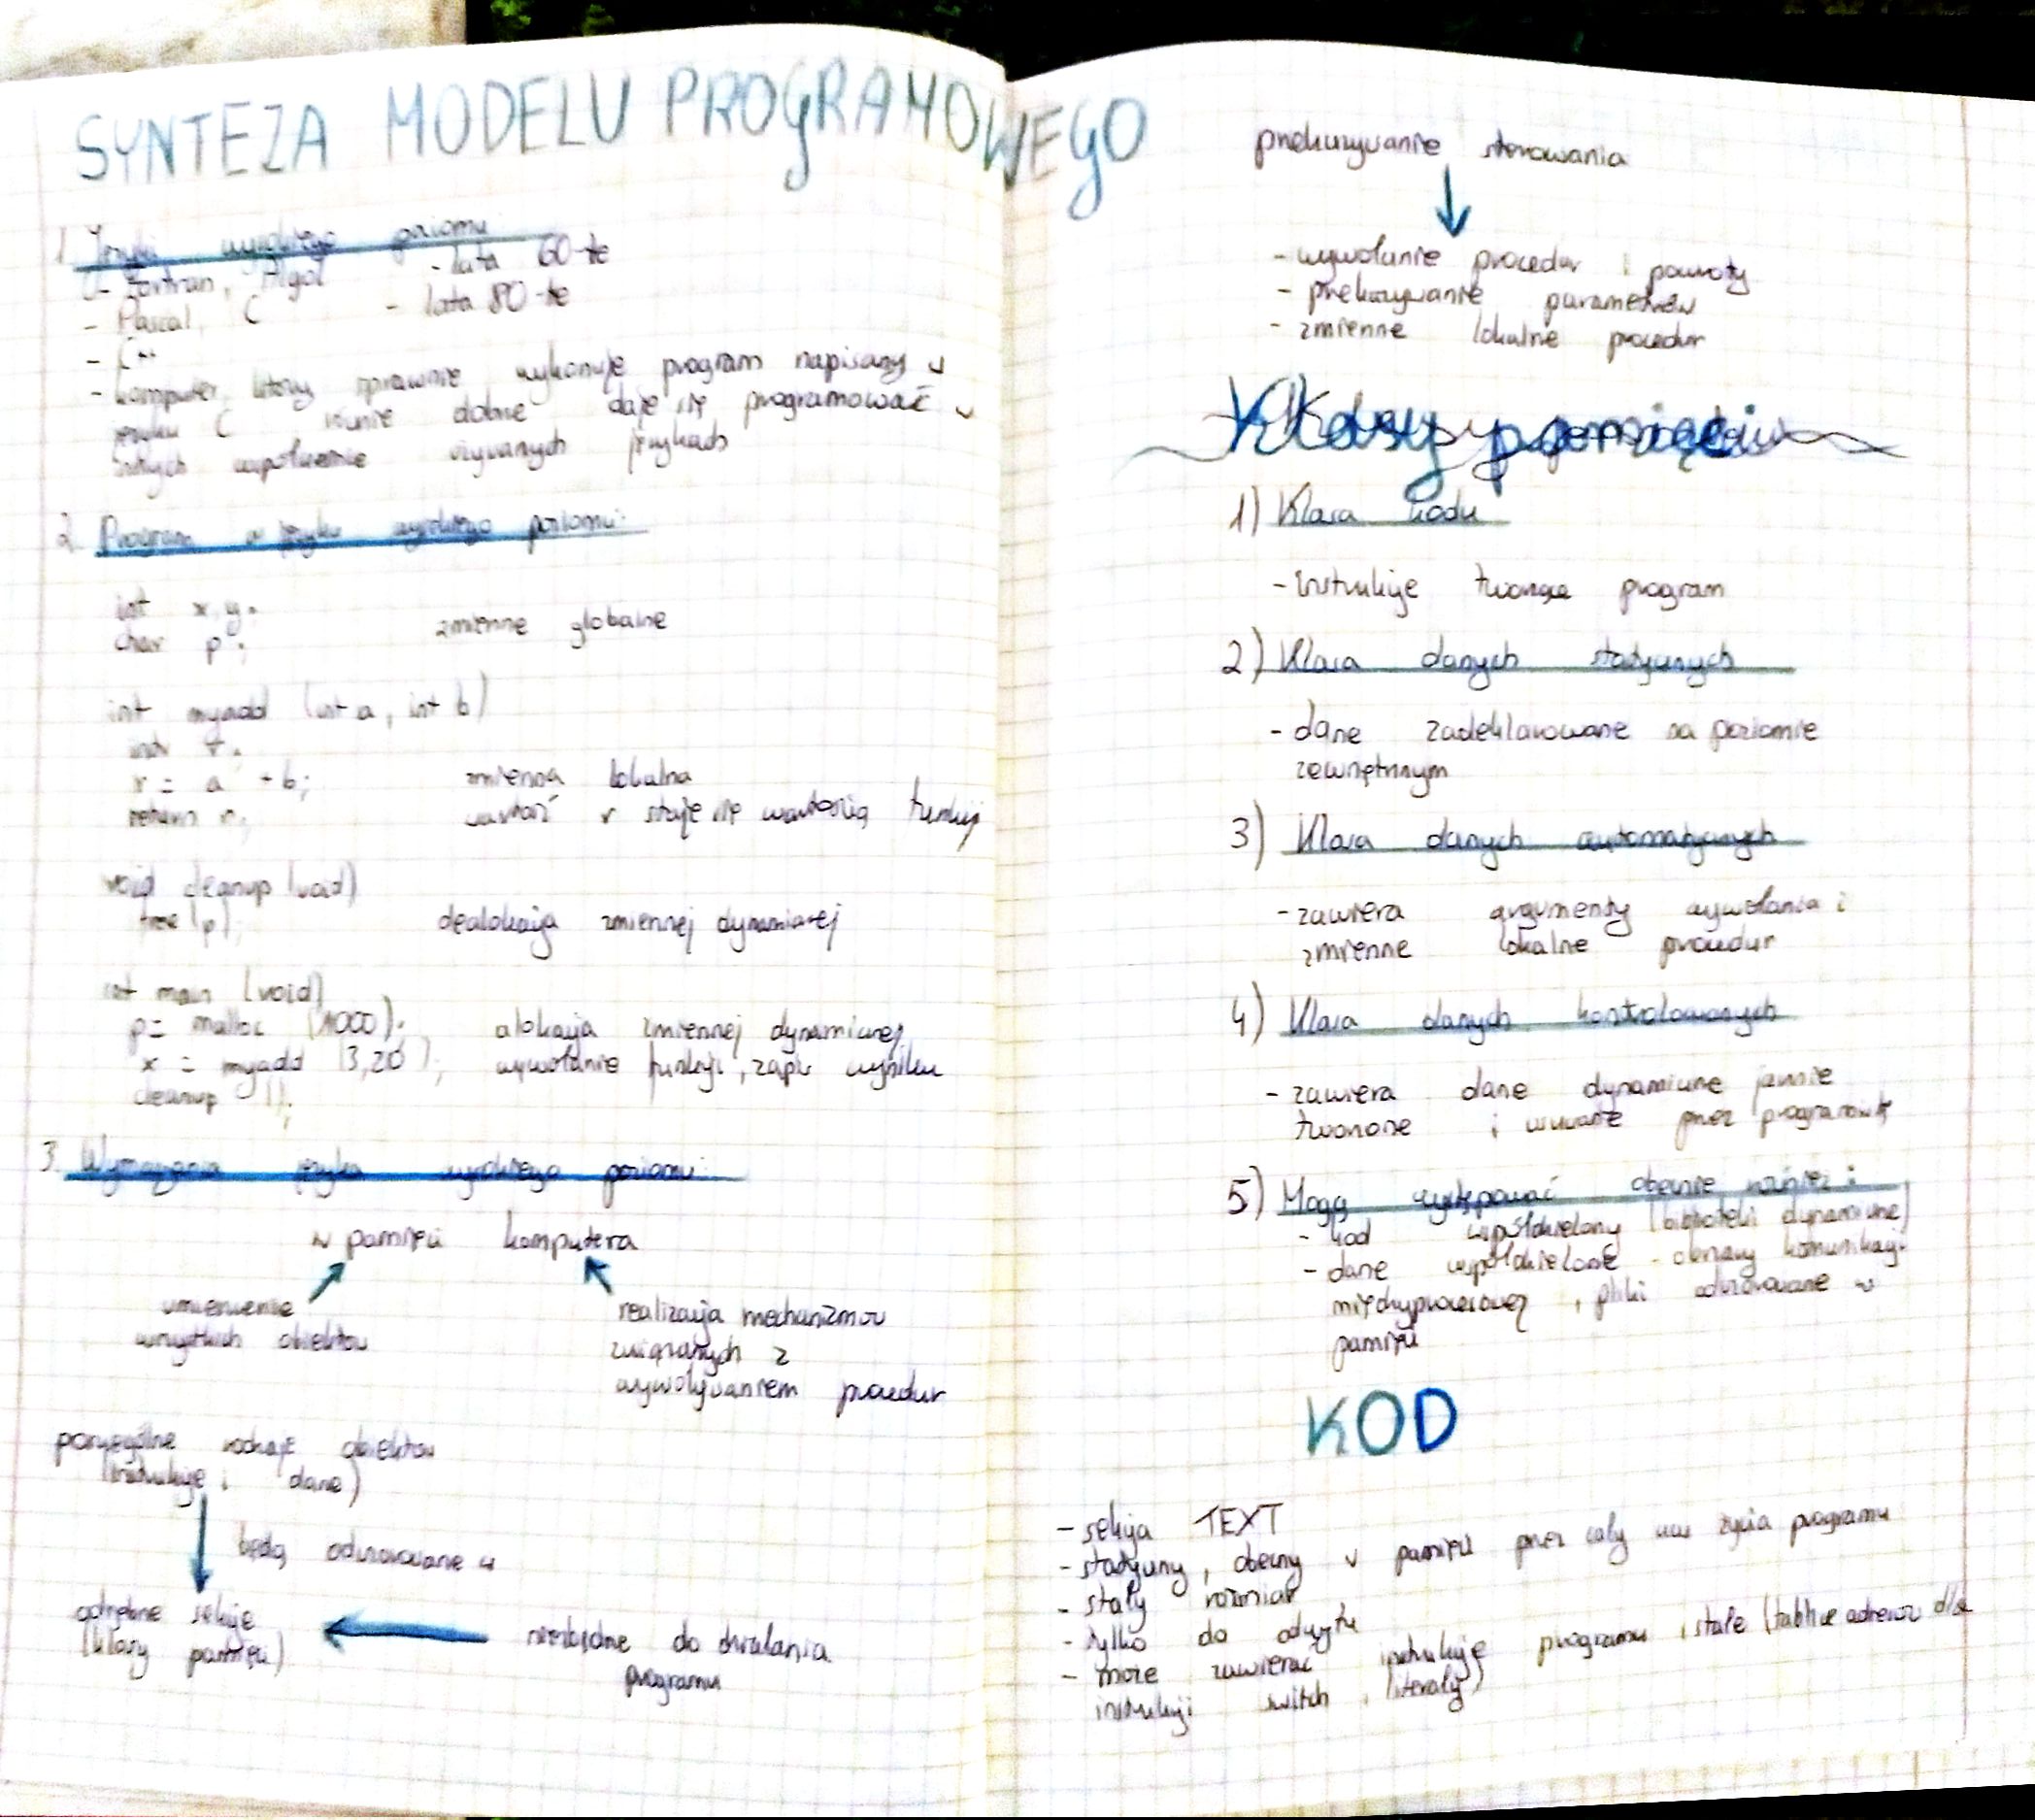 SYNTEZA MODELU PROGRAMOWEGO
1. Języki wysokiego poziomu
- Fortran, Algol - lata 60-te
- Pascal, C - lata 80-te
- C++
- komputer, który sprawnie wykonuje program napisany w
języku C równie dobrze daje się programować w
innych współcześnie używanych językach
2. Program w języku wysokiego poziomu:
int x, y;
char p; zmienne globalne
int myadd (int a, int b)
int r;
r = a + b; zmienna lokalna
return r; wartość r staje się wartością funkcji
void cleanup (void)
free (p); dealokacja zmiennej dynamicznej
int main (void)
p = malloc (1000); alokacja zmiennej dynamicznej
x = myadd (3,20); wywołanie funkcji, zapis wyniku
cleanup ();
3. Wymagania języka wysokiego poziomu:
w pamięci komputera
umieszczenie
wszystkich obiektów
realizacja mechanizmów
związanych z
wywoływaniem procedur
poszczególne rodzaje obiektów
(instrukcje i dane)
będą odwzorowane w
odrębne sekcje
(klasy pamięci)
niezbędne do działania
programu
przekazywanie sterowania
- wywołanie procedur i powroty
- przekazywanie parametrów
- zmienne lokalne procedur
Klasy pamięci
1) Klasa kodu
- instrukcje tworzące program
2) Klasa danych statycznych
- dane zadeklarowane na poziomie
zewnętrznym
3) Klasa danych automatycznych
- zawiera argumenty wywołania i
zmienne lokalne procedur
4) Klasa danych kontrolowanych
- zawiera dane dynamiczne jawnie
tworzone i usuwane przez programistę
5) Mogą występować obecnie również:
- kod współdzielony (biblioteki dynamiczne)
- dane współdzielone - obszary komunikacji
międzyprocesowej, pliki odwzorowane w
pamięci
KOD
- sekcja TEXT
- statyczny, obecny w pamięci przez cały czas życia programu
- stały rozmiar
- tylko do odczytu
- może zawierać instrukcje programu i stałe (tablice adresów dla
instrukcji switch, literały)